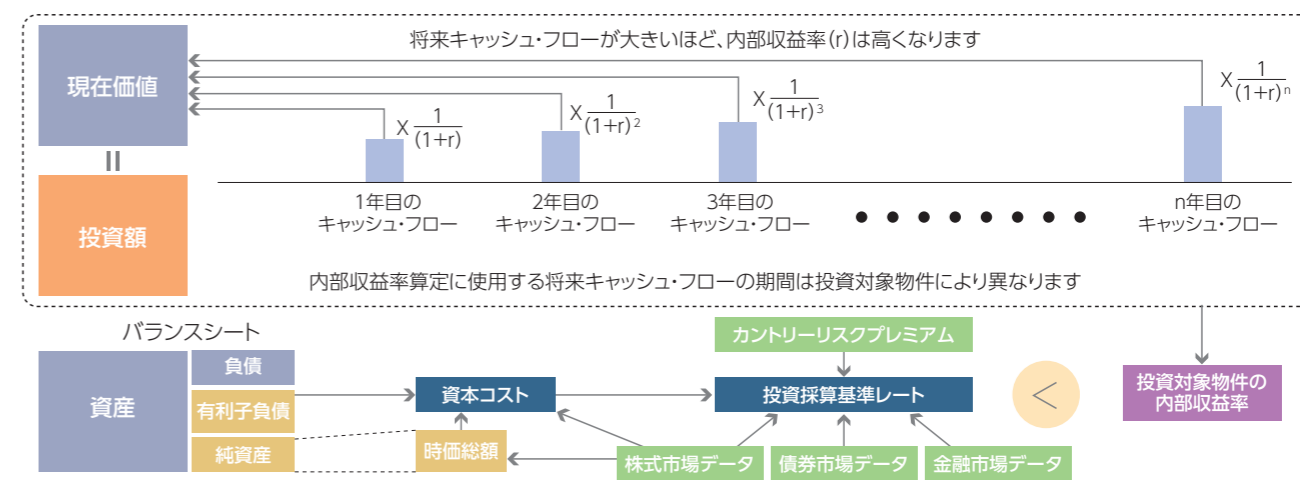 将来キャッシュ・フローが大きいほど、内部収益率(r)は高くなります
現在価値
=
投資額
× 1/(1+r)
× 1/(1+r)²
× 1/(1+r)³
× 1/(1+r)ⁿ
1年目の
キャッシュ・フロー
2年目の
キャッシュ・フロー
3年目の
キャッシュ・フロー
● ● ● ● ● ● ● ●
n年目の
キャッシュ・フロー
内部収益率算定に使用する将来キャッシュ・フローの期間は投資対象物件により異なります
バランスシート
資産
負債
有利子負債
純資産
資本コスト
時価総額
カントリーリスクプレミアム
投資採算基準レート
株式市場データ
債券市場データ
金融市場データ
<
投資対象物件の
内部収益率